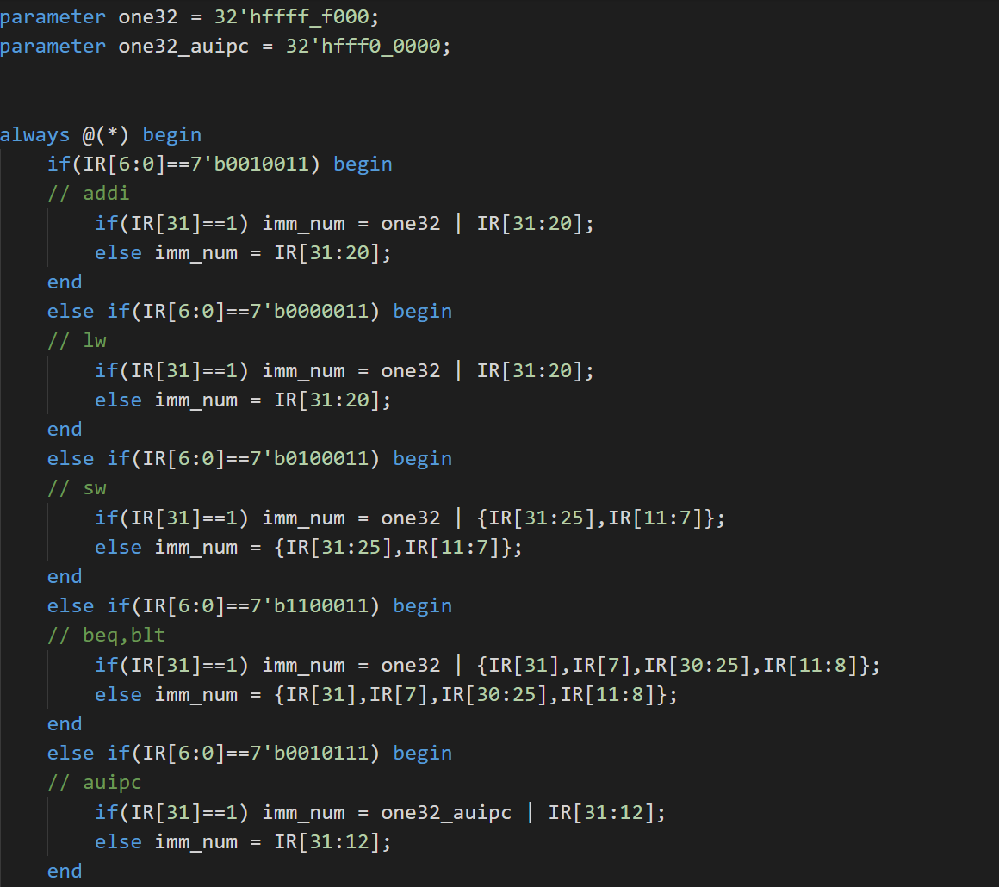 parameter one32 = 32'hffff_f000;
parameter one32_auipc = 32'hfff0_0000;
always @(*) begin
    if(IR[6:0]==7'b0010011) begin
    // addi
        if(IR[31]==1) imm_num = one32 | IR[31:20];
        else imm_num = IR[31:20];
    end
    else if(IR[6:0]==7'b0000011) begin
    // lw
        if(IR[31]==1) imm_num = one32 | IR[31:20];
        else imm_num = IR[31:20];
    end
    else if(IR[6:0]==7'b0100011) begin
    // sw
        if(IR[31]==1) imm_num = one32 | {IR[31:25],IR[11:7]};
        else imm_num = {IR[31:25],IR[11:7]};
    end
    else if(IR[6:0]==7'b1100011) begin
    // beq,blt
        if(IR[31]==1) imm_num = one32 | {IR[31],IR[7],IR[30:25],IR[11:8]};
        else imm_num = {IR[31],IR[7],IR[30:25],IR[11:8]};
    end
    else if(IR[6:0]==7'b0010111) begin
    // auipc
        if(IR[31]==1) imm_num = one32_auipc | IR[31:12];
        else imm_num = IR[31:12];
    end